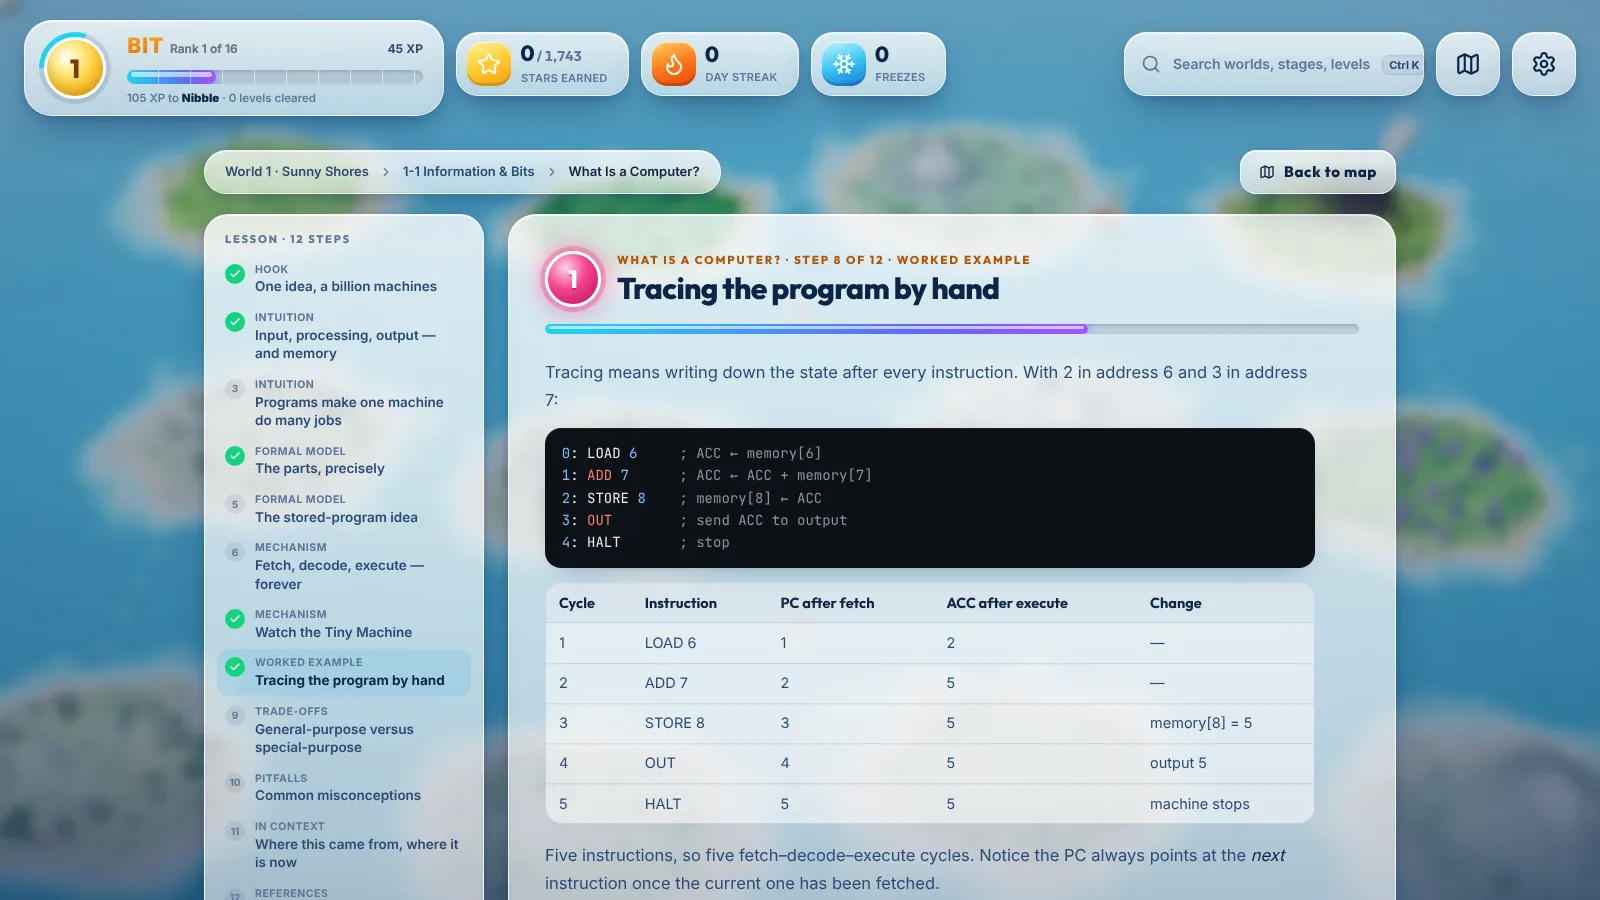 1
BIT Rank 1 of 16 45 XP
105 XP to Nibble · 0 levels cleared
0 / 1,743
STARS EARNED
0
DAY STREAK
0
FREEZES
Search worlds, stages, levels Ctrl K
World 1 · Sunny Shores > 1-1 Information & Bits > What Is a Computer?
Back to map
LESSON · 12 STEPS
HOOK
One idea, a billion machines
INTUITION
Input, processing, output —
and memory
3 INTUITION
Programs make one machine
do many jobs
FORMAL MODEL
The parts, precisely
5 FORMAL MODEL
The stored-program idea
6 MECHANISM
Fetch, decode, execute —
forever
MECHANISM
Watch the Tiny Machine
WORKED EXAMPLE
Tracing the program by hand
9 TRADE-OFFS
General-purpose versus
special-purpose
10 PITFALLS
Common misconceptions
11 IN CONTEXT
Where this came from, where it
is now
12 REFERENCES
1
WHAT IS A COMPUTER? · STEP 8 OF 12 · WORKED EXAMPLE
Tracing the program by hand
Tracing means writing down the state after every instruction. With 2 in address 6 and 3 in address
7:
0: LOAD 6 ; ACC ← memory[6]
1: ADD 7 ; ACC ← ACC + memory[7]
2: STORE 8 ; memory[8] ← ACC
3: OUT ; send ACC to output
4: HALT ; stop
Cycle Instruction PC after fetch ACC after execute Change
1 LOAD 6 1 2 —
2 ADD 7 2 5 —
3 STORE 8 3 5 memory[8] = 5
4 OUT 4 5 output 5
5 HALT 5 5 machine stops
Five instructions, so five fetch–decode–execute cycles. Notice the PC always points at the next
instruction once the current one has been fetched.